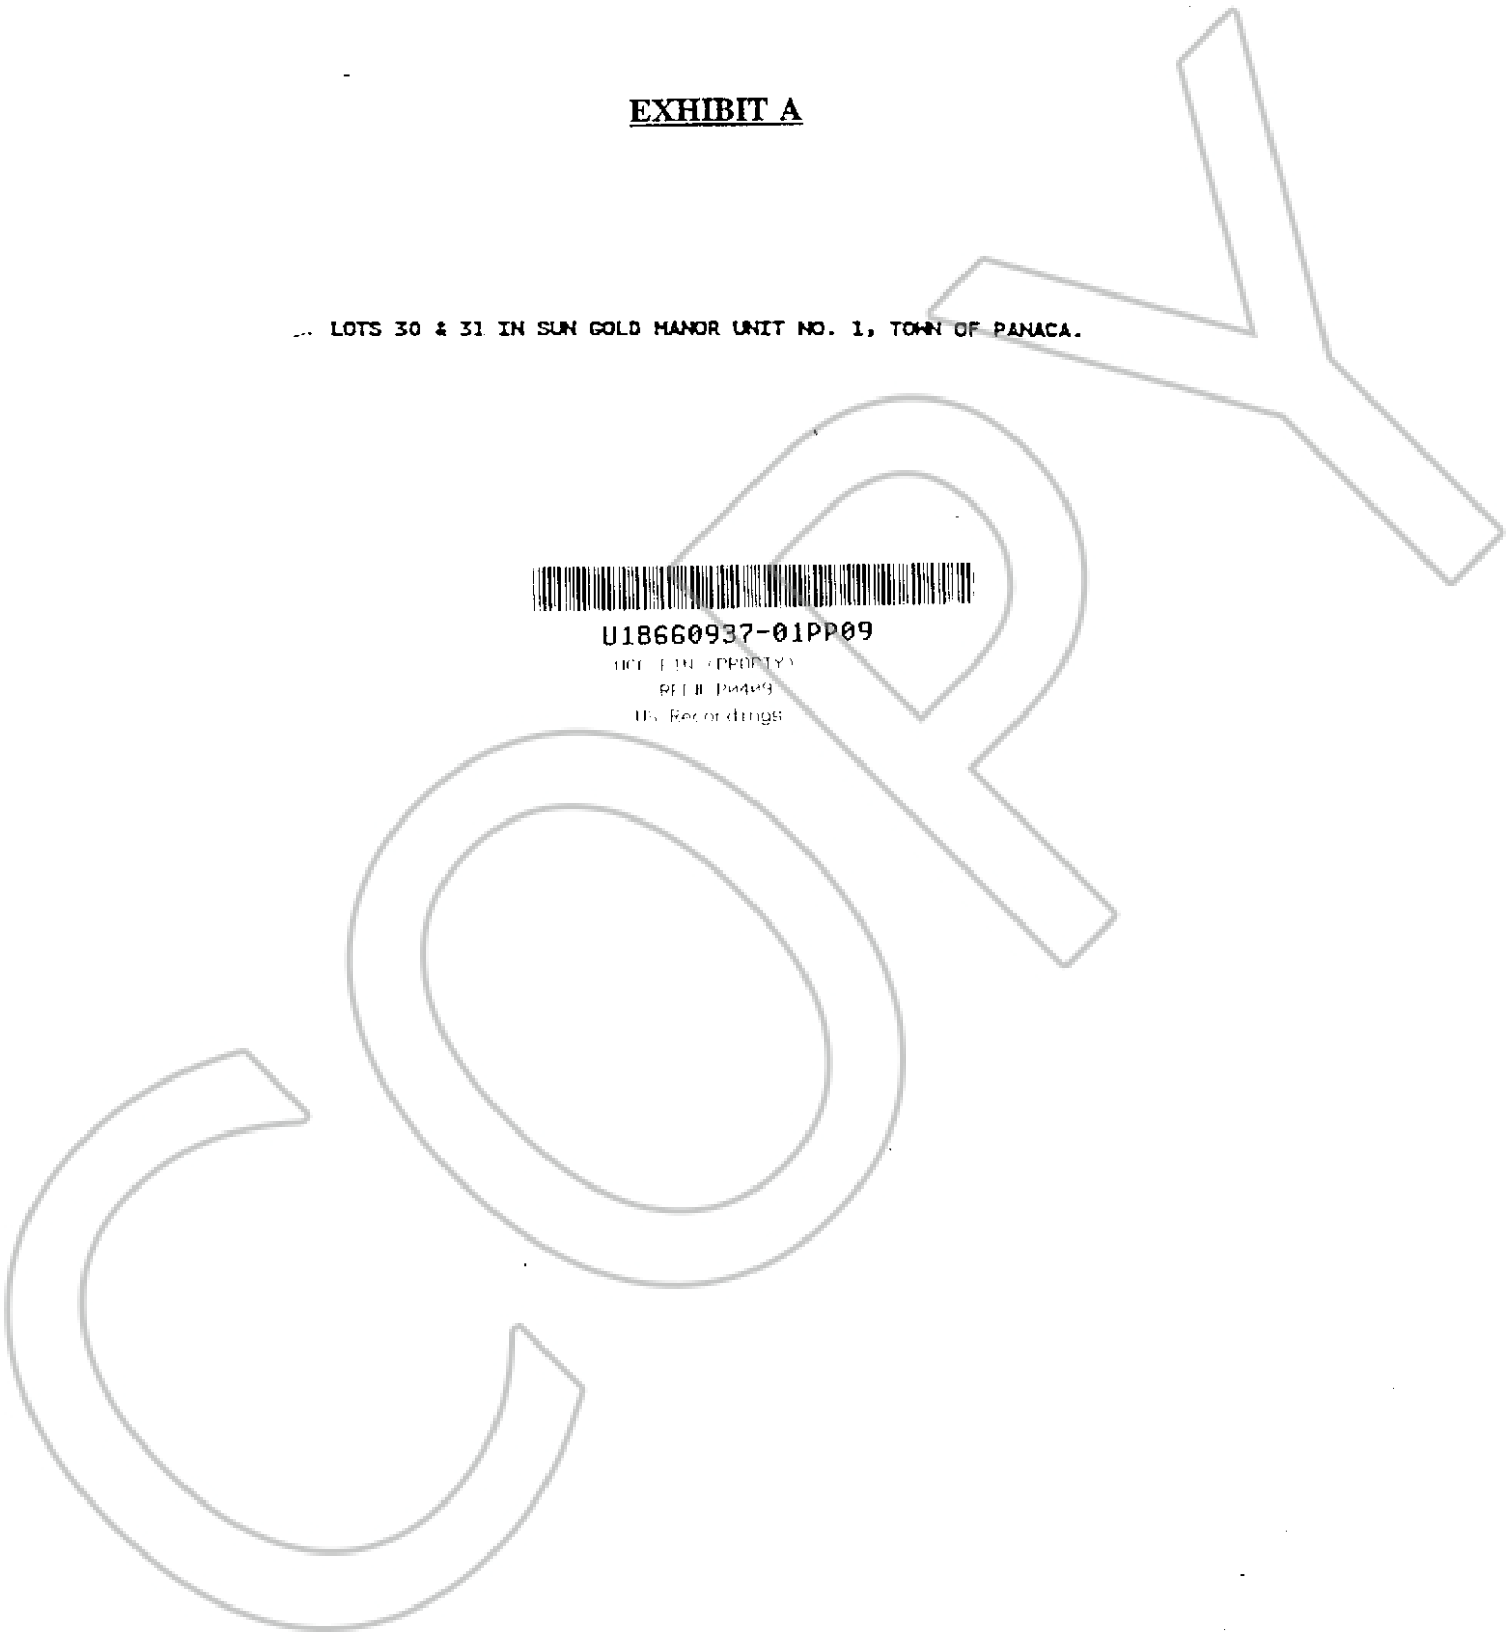 EXHIBIT A
LOTS 30 & 31 IN SUN GOLD MANOR UNIT NO. 1, TOWN OF PANACA.
U18660937-01PP09
US Recordings
COPY